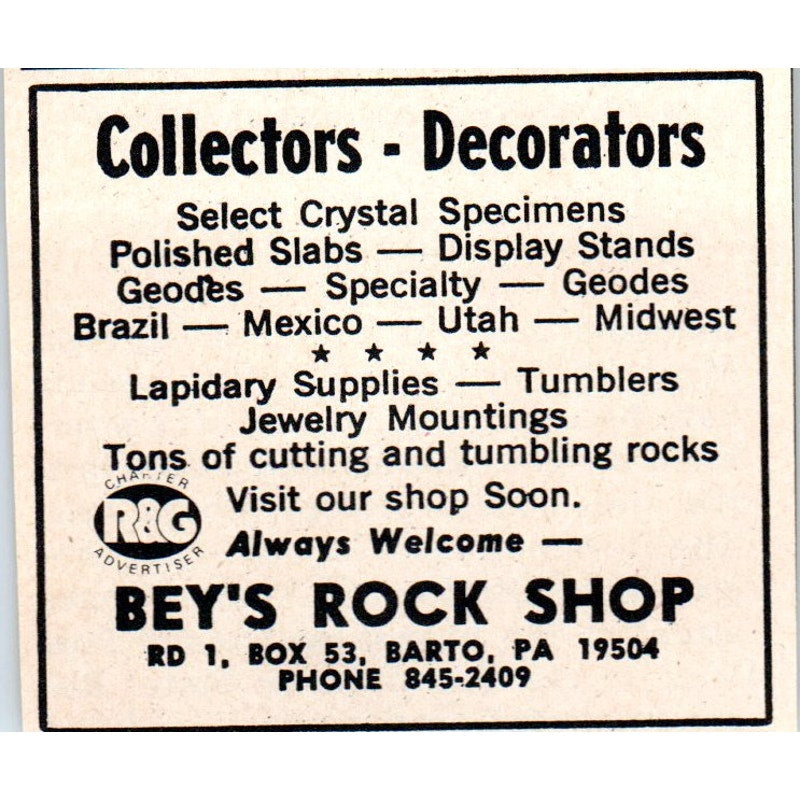 Collectors - Decorators
Select Crystal Specimens
Polished Slabs — Display Stands
Geodes — Specialty — Geodes
Brazil — Mexico — Utah — Midwest
★ ★ ★ ★
Lapidary Supplies — Tumblers
Jewelry Mountings
Tons of cutting and tumbling rocks
CHARTER
R&G
ADVERTISER
Visit our shop Soon.
Always Welcome —
BEY'S ROCK SHOP
RD 1, BOX 53, BARTO, PA 19504
PHONE 845-2409